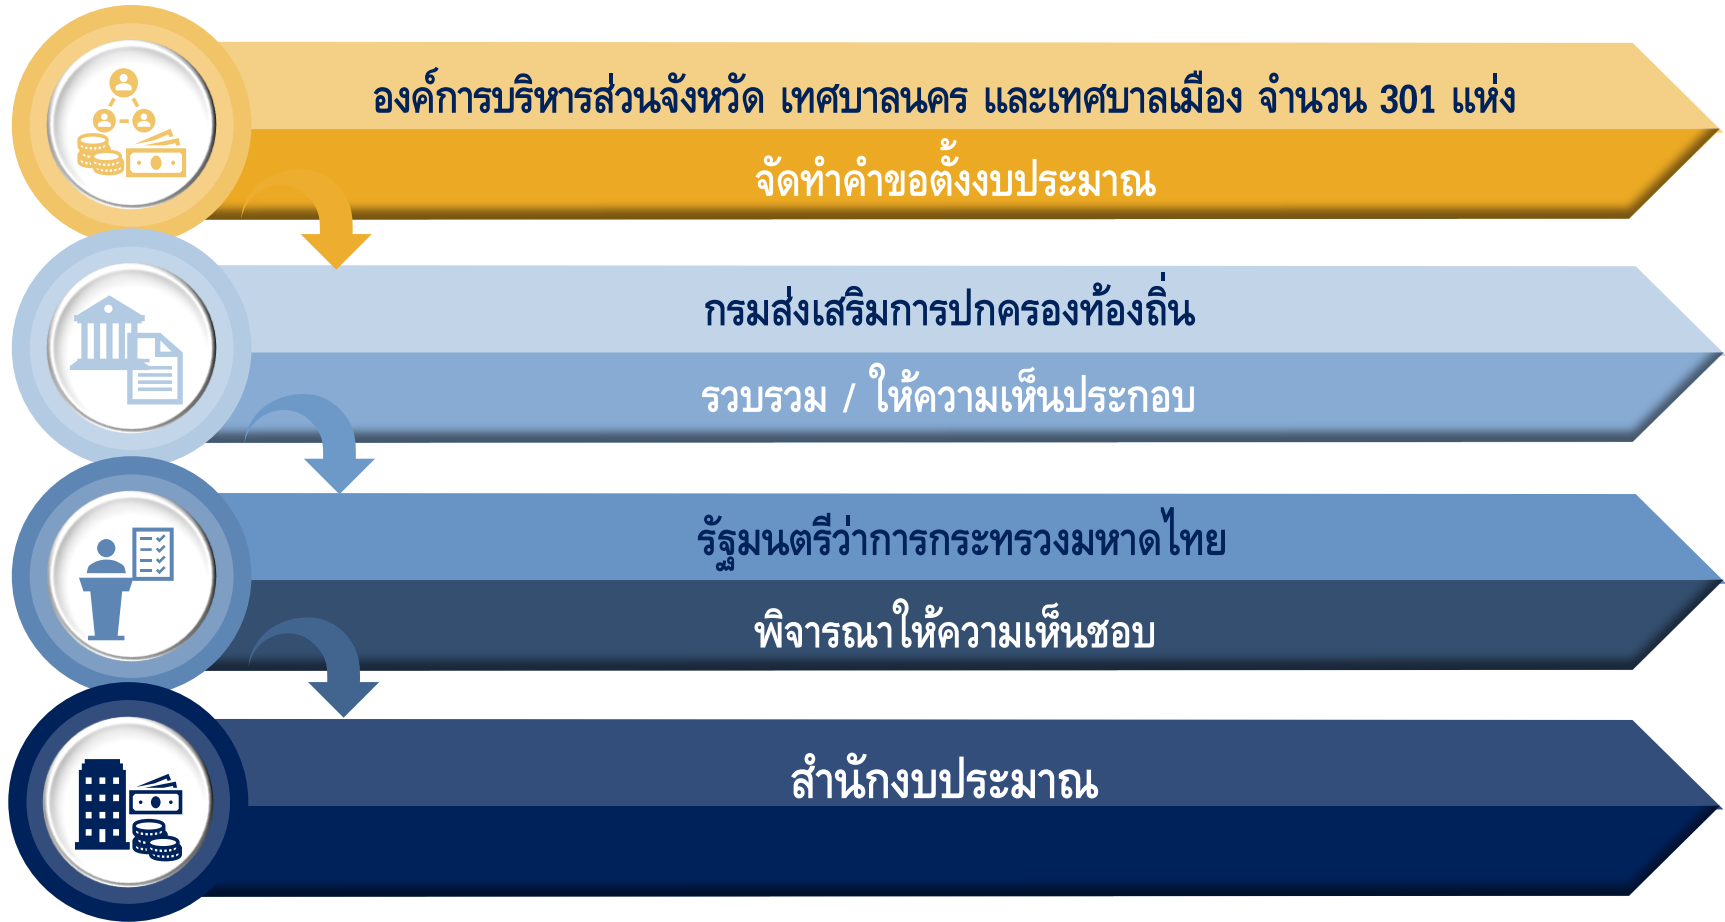 องค์การบริหารส่วนจังหวัด เทศบาลนคร และเทศบาลเมือง จำนวน 301 แห่ง
จัดทำคำขอตั้งงบประมาณ
กรมส่งเสริมการปกครองท้องถิ่น
รวบรวม / ให้ความเห็นประกอบ
รัฐมนตรีว่าการกระทรวงมหาดไทย
พิจารณาให้ความเห็นชอบ
สำนักงบประมาณ